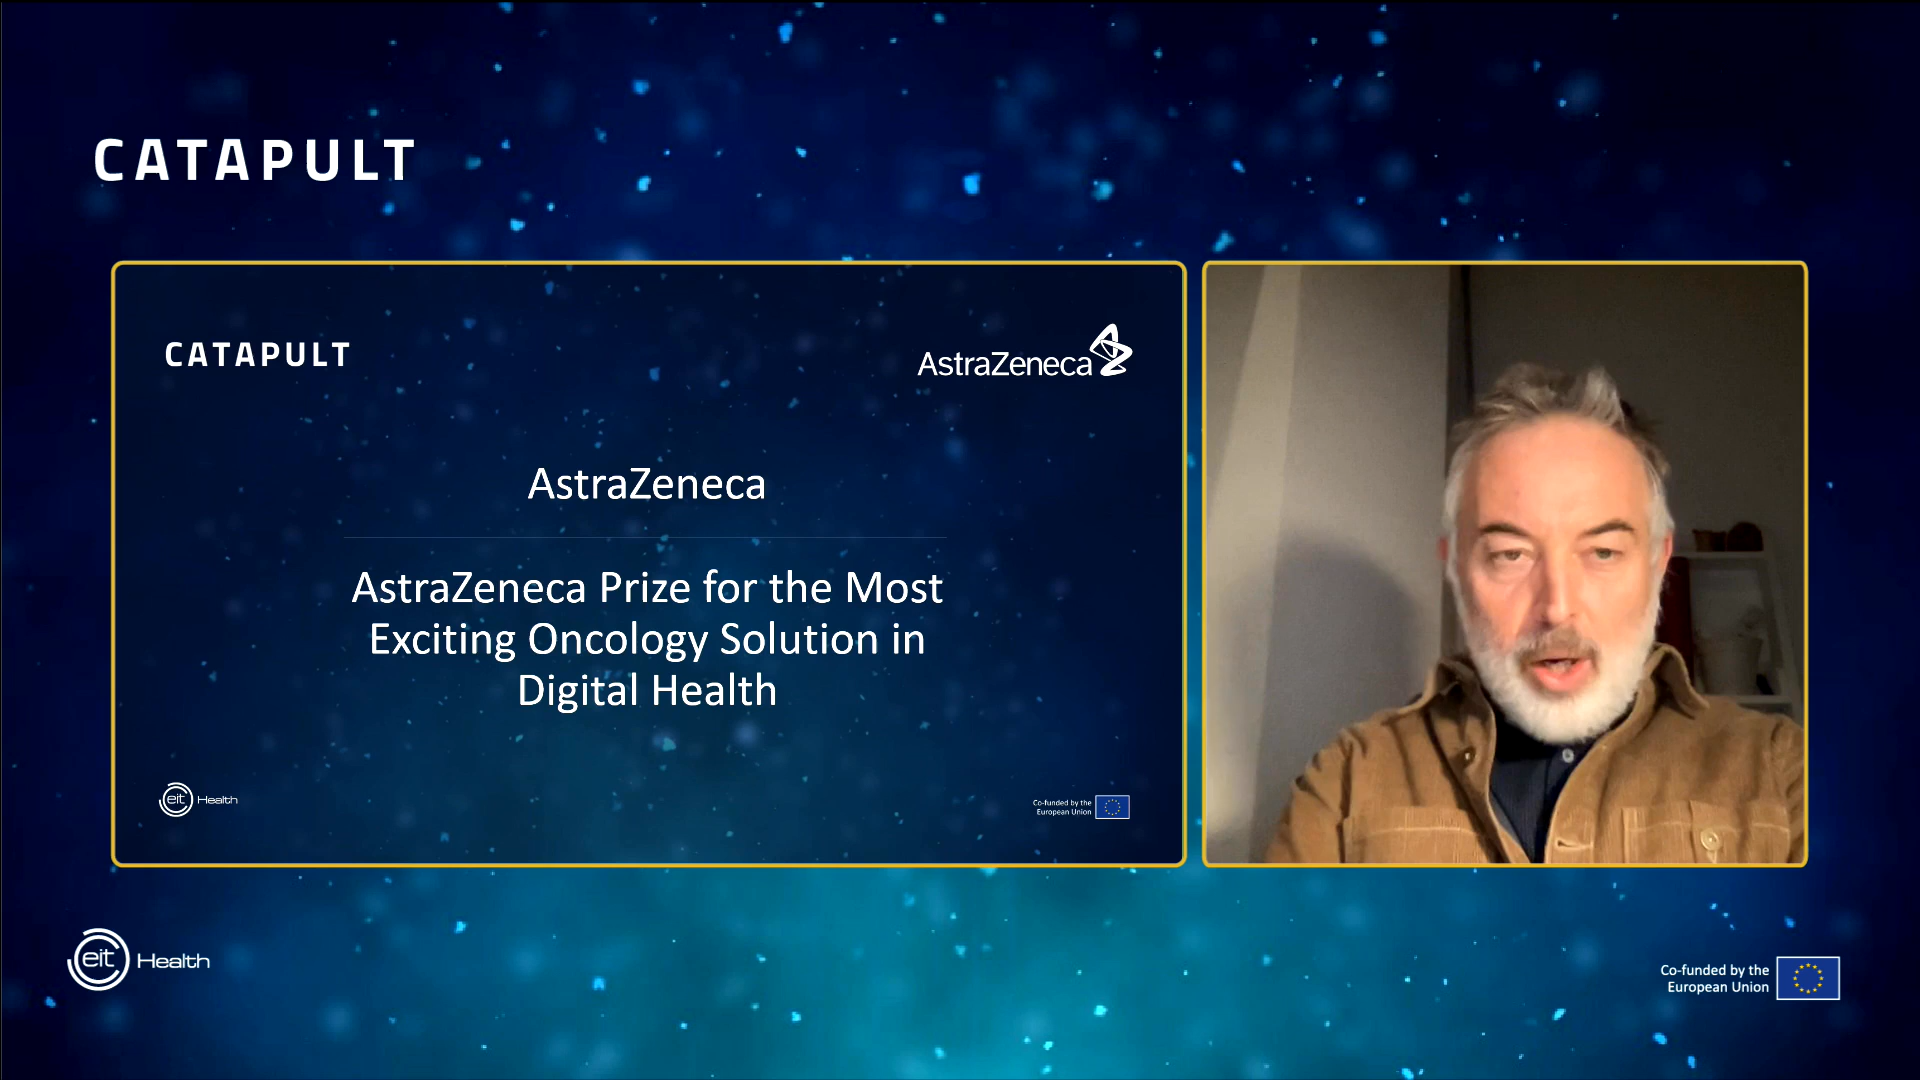 CATAPULT
CATAPULT
AstraZeneca
AstraZeneca
AstraZeneca Prize for the Most
Exciting Oncology Solution in
Digital Health
eit Health
Co-funded by the
European Union
eit Health
Co-funded by the
European Union